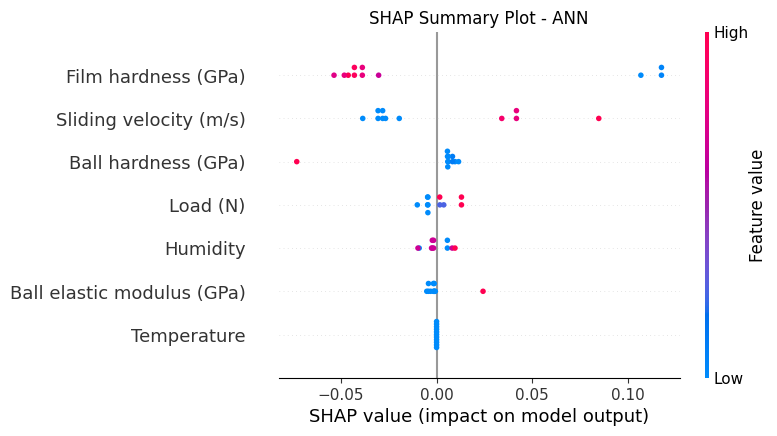 SHAP Summary Plot - ANN
High
Film hardness (GPa)
Sliding velocity (m/s)
Ball hardness (GPa)
Load (N)
Humidity
Ball elastic modulus (GPa)
Temperature
Feature value
Low
−0.05 0.00 0.05 0.10
SHAP value (impact on model output)